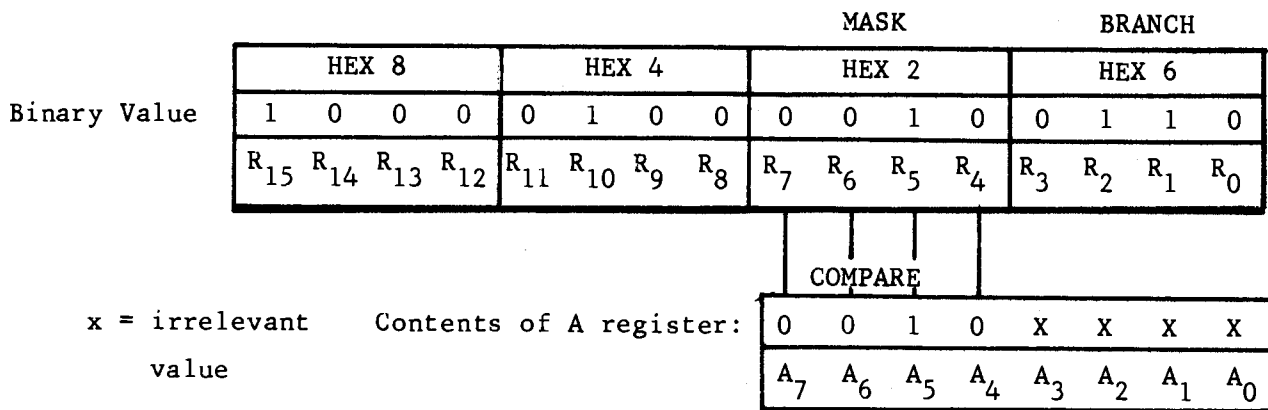 MASK BRANCH
HEX 8 HEX 4 HEX 2 HEX 6
Binary Value 1 0 0 0 0 1 0 0 0 0 1 0 0 1 1 0
R15 R14 R13 R12 R11 R10 R9 R8 R7 R6 R5 R4 R3 R2 R1 R0
COMPARE
x = irrelevant Contents of A register: 0 0 1 0 X X X X
value A7 A6 A5 A4 A3 A2 A1 A0